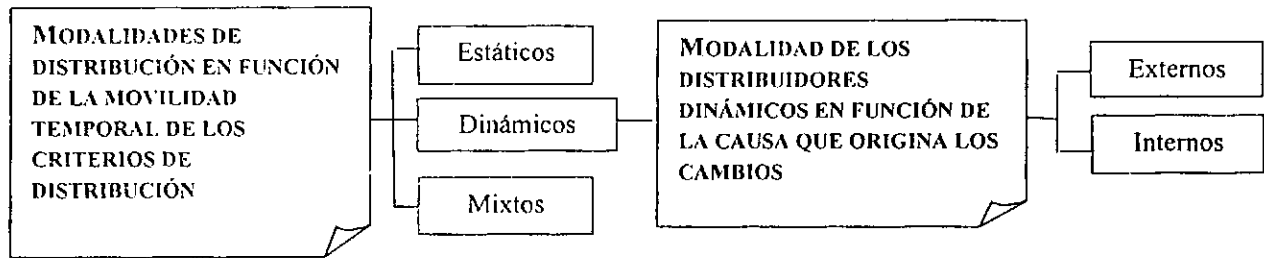 MODALIDADES DE
DISTRIBUCIÓN EN FUNCIÓN
DE LA MOVILIDAD
TEMPORAL DE LOS
CRITERIOS DE
DISTRIBUCIÓN
Estáticos
Dinámicos
Mixtos
MODALIDAD DE LOS
DISTRIBUIDORES
DINÁMICOS EN FUNCIÓN DE
LA CAUSA QUE ORIGINA LOS
CAMBIOS
Externos
Internos